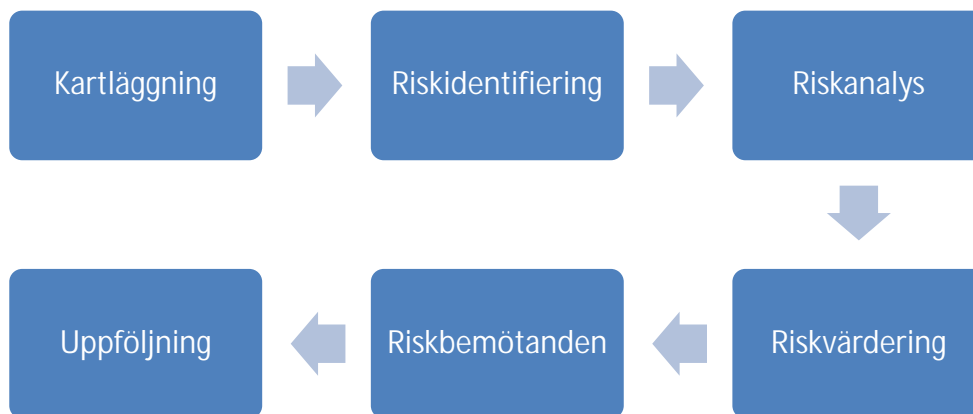 Kartläggning
Riskidentifiering
Riskanalys
Riskvärdering
Riskbemötanden
Uppföljning